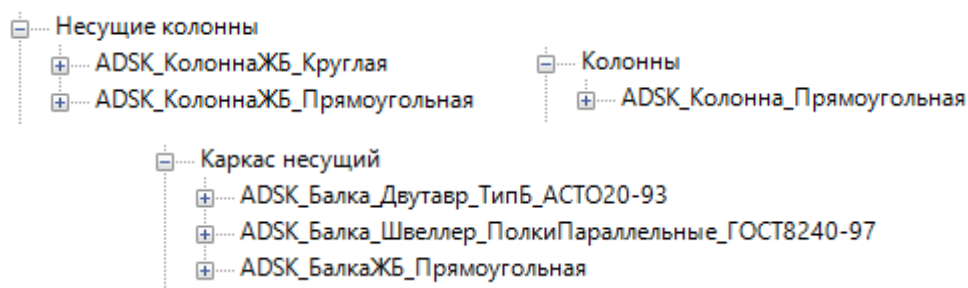 Несущие колонны
ADSK_КолоннаЖБ_Круглая
ADSK_КолоннаЖБ_Прямоугольная
Колонны
ADSK_Колонна_Прямоугольная
Каркас несущий
ADSK_Балка_Двутавр_ТипБ_АСТО20-93
ADSK_Балка_Швеллер_ПолкиПараллельные_ГОСТ8240-97
ADSK_БалкаЖБ_Прямоугольная